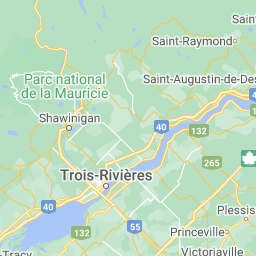 Saint-Raymond
Parc national
de la Mauricie
Saint-Augustin-de-Des
Shawinigan
40
132
265
Trois-Rivières
40
55
132
Plessis
Princeville
-Tracy
Victoriaville